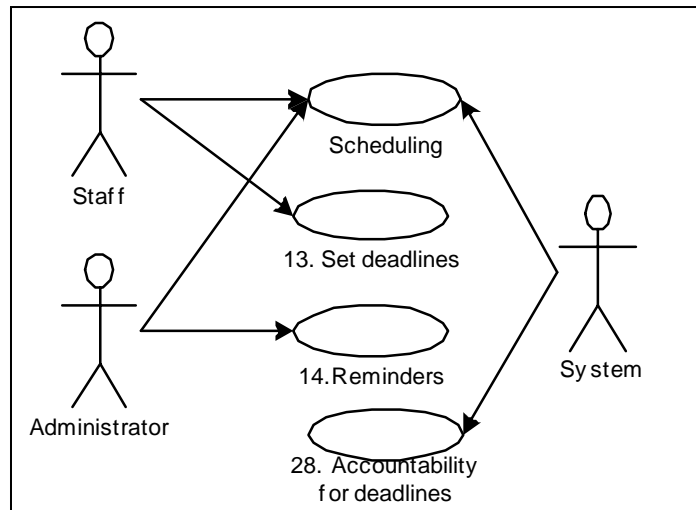 Scheduling
Staff
13. Set deadlines
14.Reminders
System
Administrator
28. Accountability
for deadlines